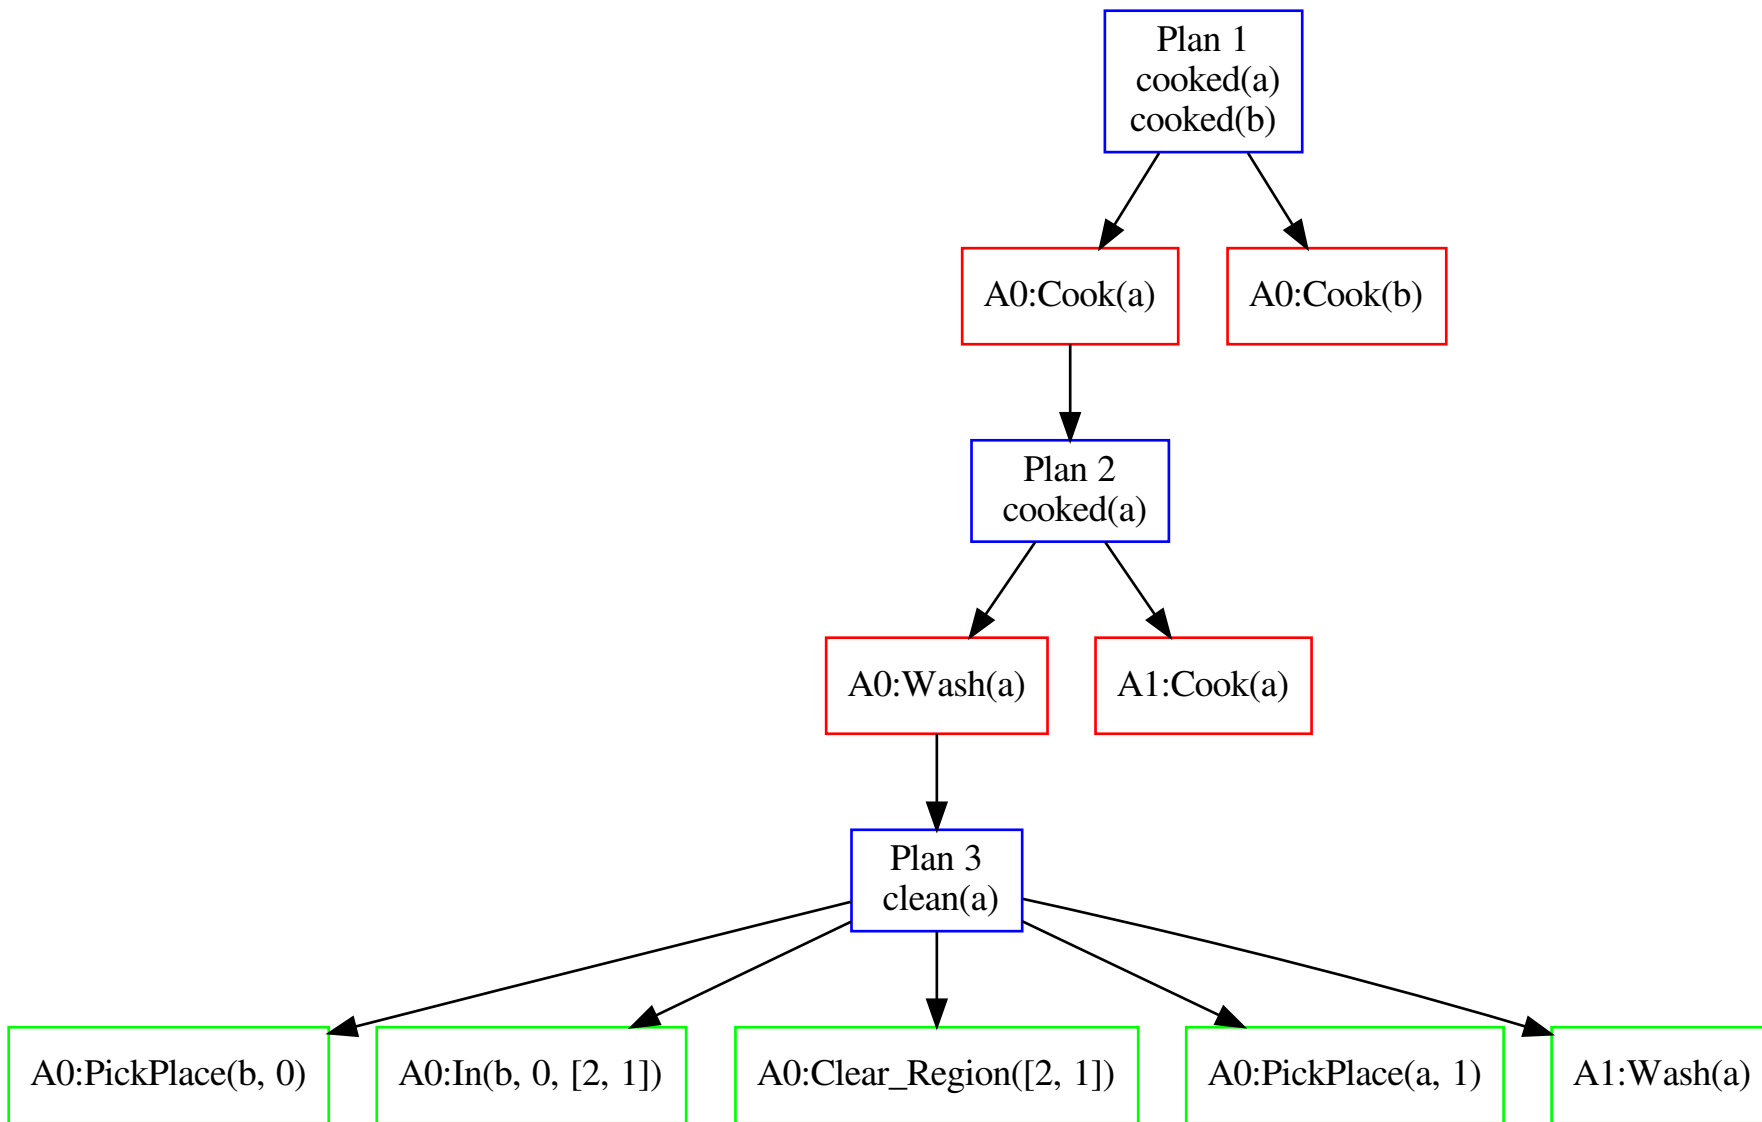 Plan 1
cooked(a)
cooked(b)
A0:Cook(a)
A0:Cook(b)
Plan 2
cooked(a)
A0:Wash(a)
A1:Cook(a)
Plan 3
clean(a)
A0:PickPlace(b, 0)
A0:In(b, 0, [2, 1])
A0:Clear_Region([2, 1])
A0:PickPlace(a, 1)
A1:Wash(a)